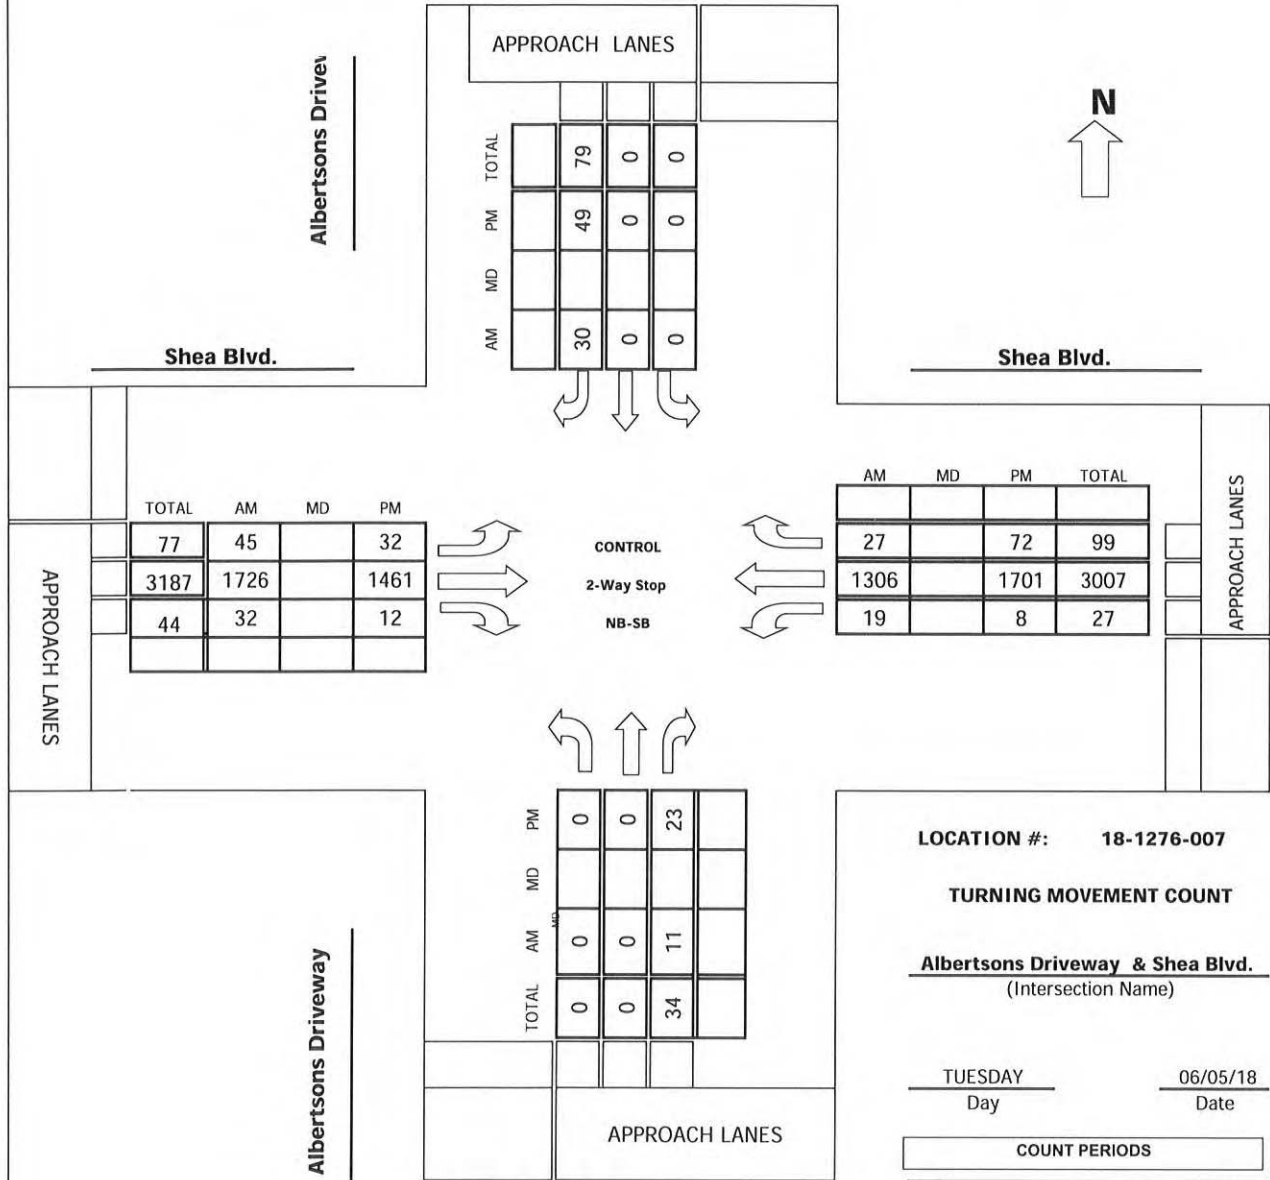 APPROACH LANES
N
Albertsons Drivew
TOTAL 79 0 0
PM 49 0 0
MD
AM 30 0 0
Shea Blvd.
Shea Blvd.
TOTAL AM MD PM
77 45 32
3187 1726 1461
44 32 12
APPROACH LANES
CONTROL
2-Way Stop
NB-SB
AM MD PM TOTAL
27 72 99
1306 1701 3007
19 8 27
APPROACH LANES
PM 0 0 23
MD
MD
AM 0 0 11
TOTAL 0 0 34
Albertsons Driveway
APPROACH LANES
LOCATION #: 18-1276-007
TURNING MOVEMENT COUNT
Albertsons Driveway & Shea Blvd.
(Intersection Name)
TUESDAY 06/05/18
Day Date
COUNT PERIODS